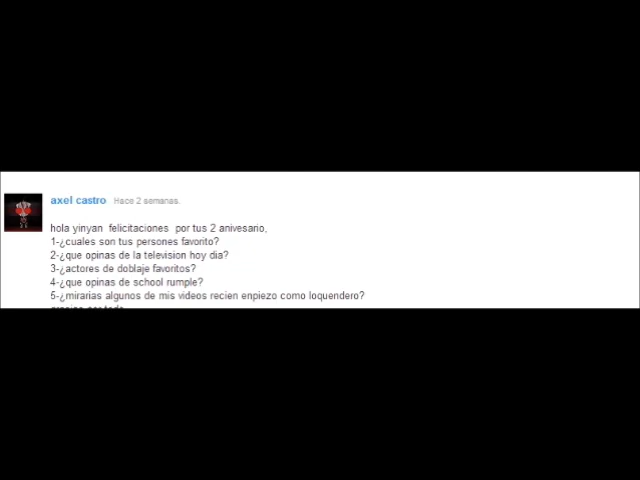 axel castro Hace 2 semanas.
hola yinyan felicitaciones por tus 2 anivesario,
1-¿cuales son tus persones favorito?
2-¿que opinas de la television hoy dia?
3-¿actores de doblaje favoritos?
4-¿que opinas de school rumple?
5-¿mirarias algunos de mis videos recien enpiezo como loquendero?